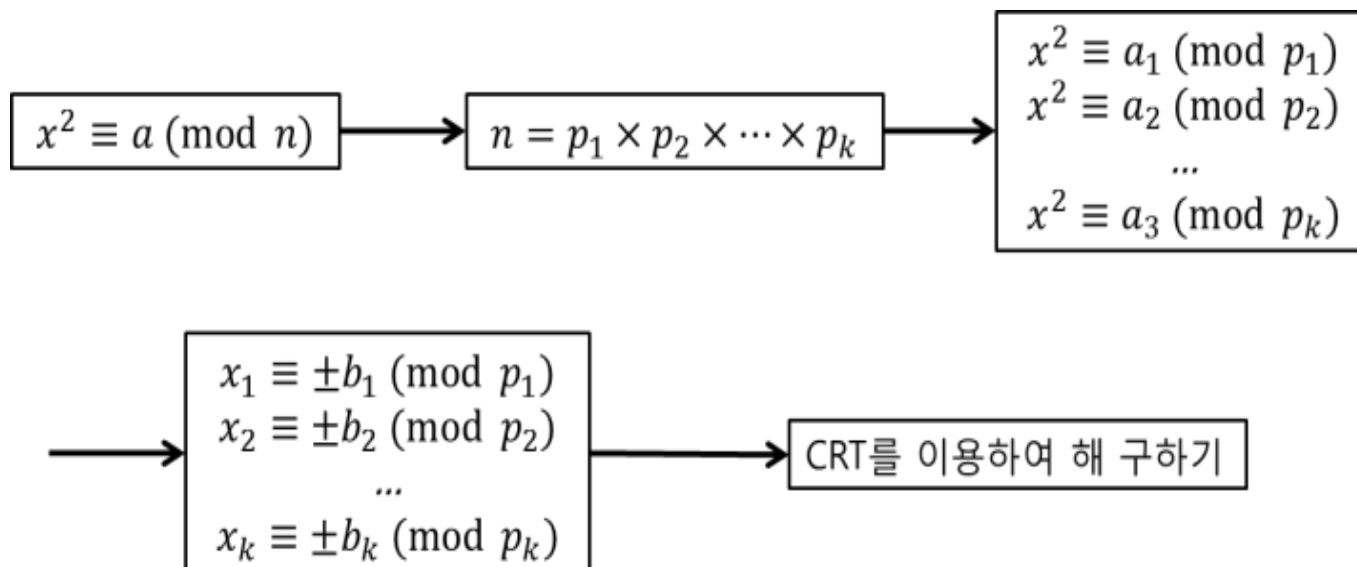 x² ≡ a (mod n)
n = p₁ × p₂ × ⋯ × pₖ
x² ≡ a₁ (mod p₁)
x² ≡ a₂ (mod p₂)
...
x² ≡ a₃ (mod pₖ)
x₁ ≡ ±b₁ (mod p₁)
x₂ ≡ ±b₂ (mod p₂)
...
xₖ ≡ ±bₖ (mod pₖ)
CRT를 이용하여 해 구하기